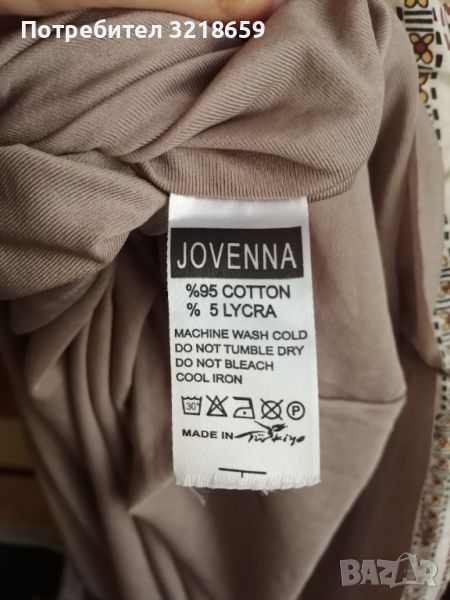 Потребител 3218659
JOVENNA
%95 COTTON
% 5 LYCRA
MACHINE WASH COLD
DO NOT TUMBLE DRY
DO NOT BLEACH
COOL IRON
30° P
MADE IN Türkiye
BAZAR